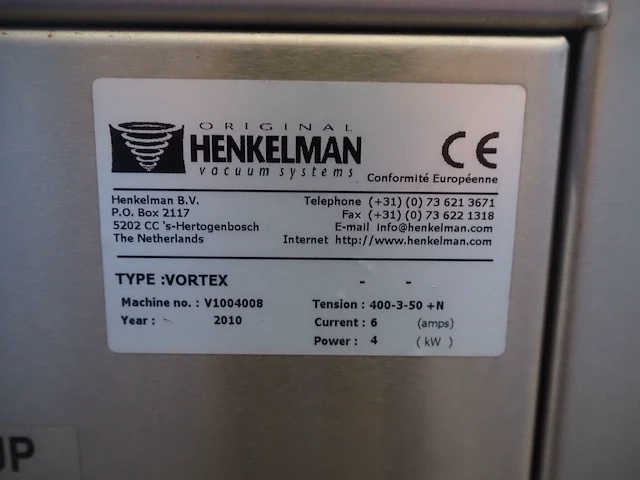 ORIGINAL
HENKELMAN
vacuum systems
CE
Conformité Européenne
Henkelman B.V.
P.O. Box 2117
5202 CC 's-Hertogenbosch
The Netherlands
Telephone (+31) (0) 73 621 3671
Fax (+31) (0) 73 622 1318
E-mail info@henkelman.com
Internet http://www.henkelman.com
TYPE :VORTEX - -
Machine no. : V1004008
Year : 2010
Tension : 400-3-50 +N
Current : 6 (amps)
Power : 4 (kW)
UP